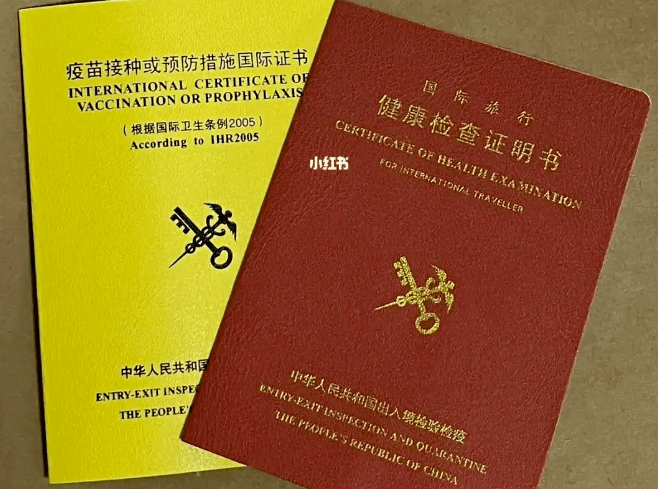 疫苗接种或预防措施国际证书
INTERNATIONAL CERTIFICATE OF
VACCINATION OR PROPHYLAXIS
（根据国际卫生条例2005）
According to IHR2005
中华人民共和国
ENTRY-EXIT INSPEC
THE PEOPLE'S
国际旅行
健康检查证明书
CERTIFICATE OF HEALTH EXAMINATION
FOR INTERNATIONAL TRAVELLER
小红书
中华人民共和国出入境检验检疫
ENTRY-EXIT INSPECTION AND QUARANTINE
THE PEOPLE'S REPUBLIC OF CHINA